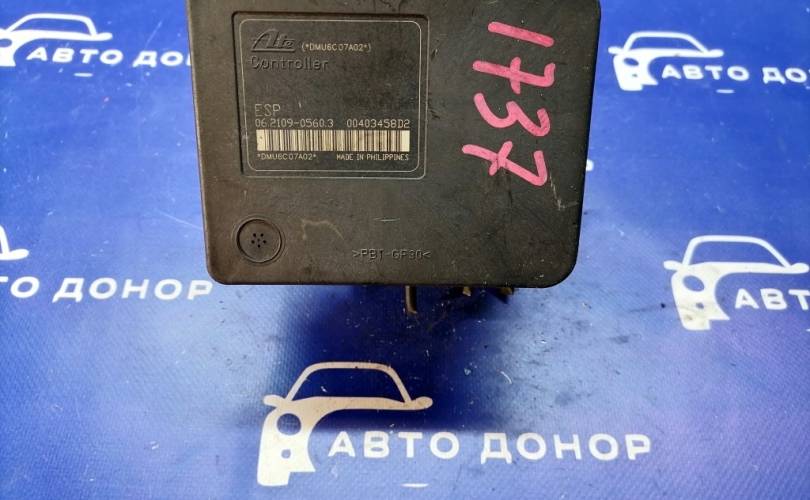 Ate (*DMU6C07A02*)
Controller
ESP
06.2109-0560.3 00403458D2
*DMU6C07A02* MADE IN PHILIPPINES
>PBT-GF30<
1737
АВТО ДОНОР
АВТО ДОНОР
АВТО ДОНОР
АВТО
АВТО ДОНОР